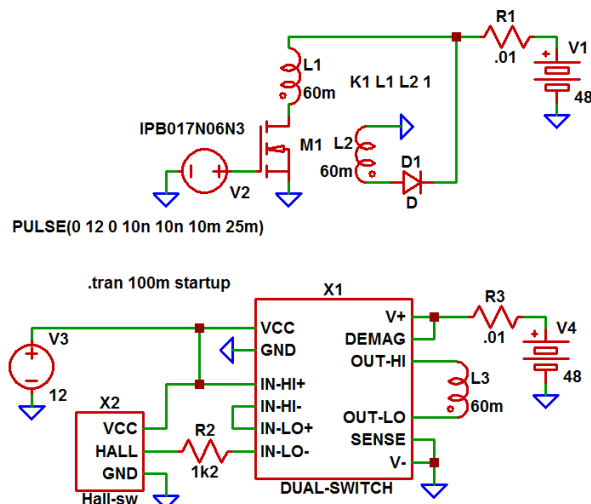 R1
.01
V1
48
L1
60m
K1 L1 L2 1
IPB017N06N3
M1
L2
60m
D1
D
V2
PULSE(0 12 0 10n 10n 10m 25m)
.tran 100m startup
X1
V3
12
VCC
GND
IN-HI+
IN-HI-
IN-LO+
IN-LO-
V+
DEMAG
OUT-HI
OUT-LO
SENSE
V-
DUAL-SWITCH
R3
.01
V4
48
L3
60m
X2
VCC
HALL
GND
Hall-sw
R2
1k2